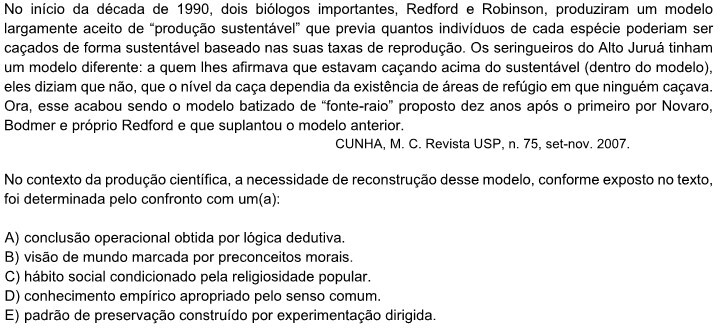 No início da década de 1990, dois biólogos importantes, Redford e Robinson, produziram um modelo
largamente aceito de “produção sustentável” que previa quantos indivíduos de cada espécie poderiam ser
caçados de forma sustentável baseado nas suas taxas de reprodução. Os seringueiros do Alto Juruá tinham
um modelo diferente: a quem lhes afirmava que estavam caçando acima do sustentável (dentro do modelo),
eles diziam que não, que o nível da caça dependia da existência de áreas de refúgio em que ninguém caçava.
Ora, esse acabou sendo o modelo batizado de “fonte-raio” proposto dez anos após o primeiro por Novaro,
Bodmer e próprio Redford e que suplantou o modelo anterior.
CUNHA, M. C. Revista USP, n. 75, set-nov. 2007.
No contexto da produção científica, a necessidade de reconstrução desse modelo, conforme exposto no texto,
foi determinada pelo confronto com um(a):
A) conclusão operacional obtida por lógica dedutiva.
B) visão de mundo marcada por preconceitos morais.
C) hábito social condicionado pela religiosidade popular.
D) conhecimento empírico apropriado pelo senso comum.
E) padrão de preservação construído por experimentação dirigida.